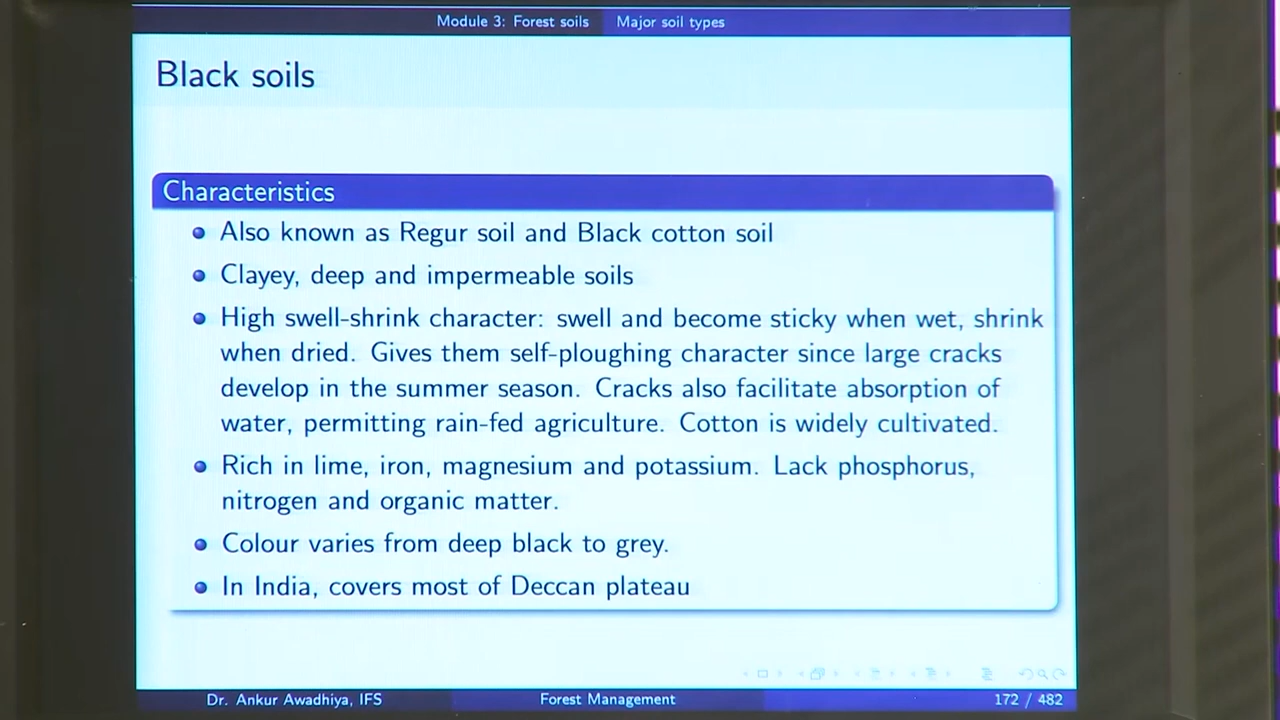 Module 3: Forest soils Major soil types
Black soils
Characteristics
Also known as Regur soil and Black cotton soil
Clayey, deep and impermeable soils
High swell-shrink character: swell and become sticky when wet, shrink
when dried. Gives them self-ploughing character since large cracks
develop in the summer season. Cracks also facilitate absorption of
water, permitting rain-fed agriculture. Cotton is widely cultivated.
Rich in lime, iron, magnesium and potassium. Lack phosphorus,
nitrogen and organic matter.
Colour varies from deep black to grey.
In India, covers most of Deccan plateau
Dr. Ankur Awadhiya, IFS Forest Management 172 / 482